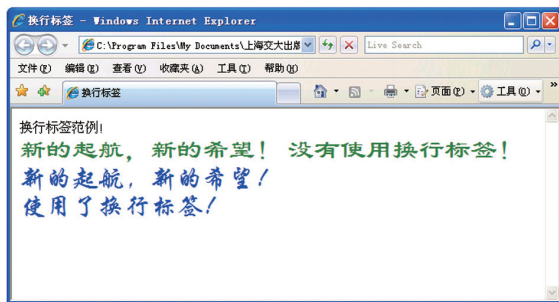 换行标签 - Windows Internet Explorer
C:\Program Files\My Documents\上海交大出版
Live Search
文件(F) 编辑(E) 查看(V) 收藏夹(A) 工具(T) 帮助(H)
换行标签
页面(P)
工具(O)
»
换行标签范例!
新的起航，新的希望！ 没有使用换行标签！
新的起航，新的希望！
使用了换行标签！